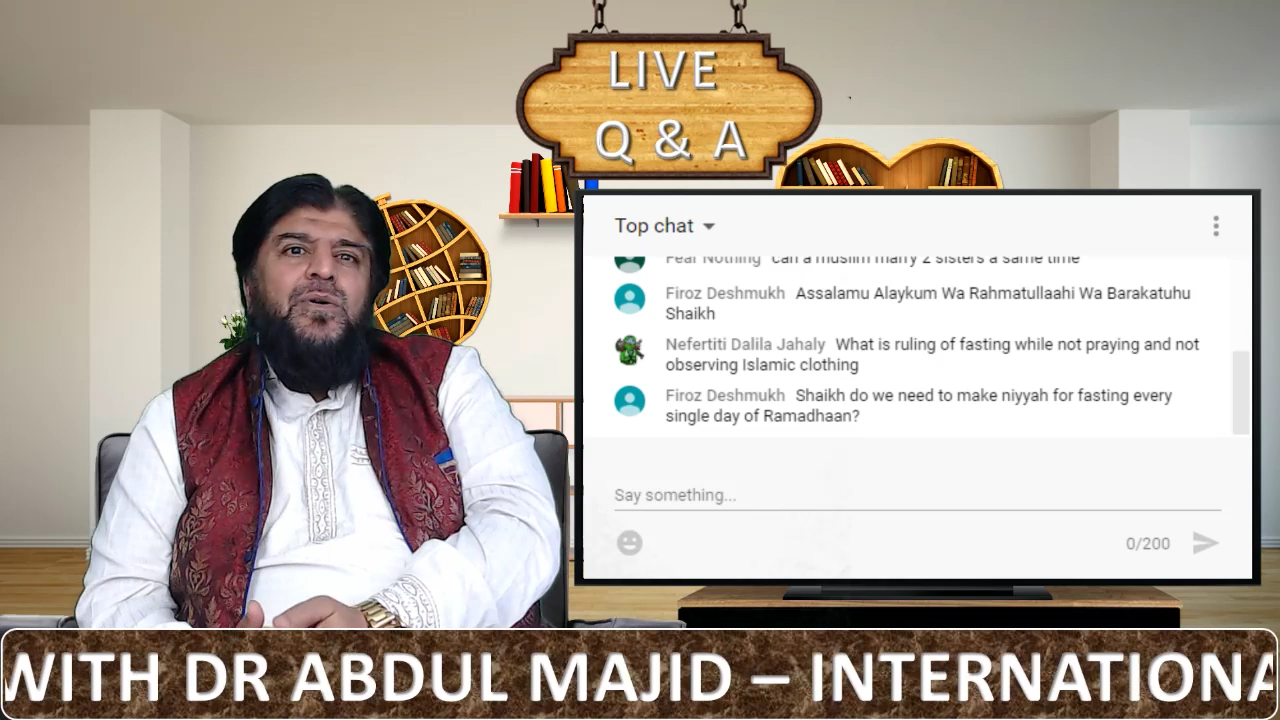 LIVE
Q & A
Top chat
Fear Nothing can a muslim marry 2 sisters a same time
Firoz Deshmukh Assalamu Alaykum Wa Rahmatullaahi Wa Barakatuhu
Shaikh
Nefertiti Dalila Jahaly What is ruling of fasting while not praying and not
observing Islamic clothing
Firoz Deshmukh Shaikh do we need to make niyyah for fasting every
single day of Ramadhaan?
Say something...
0/200
WITH DR ABDUL MAJID – INTERNATIONA